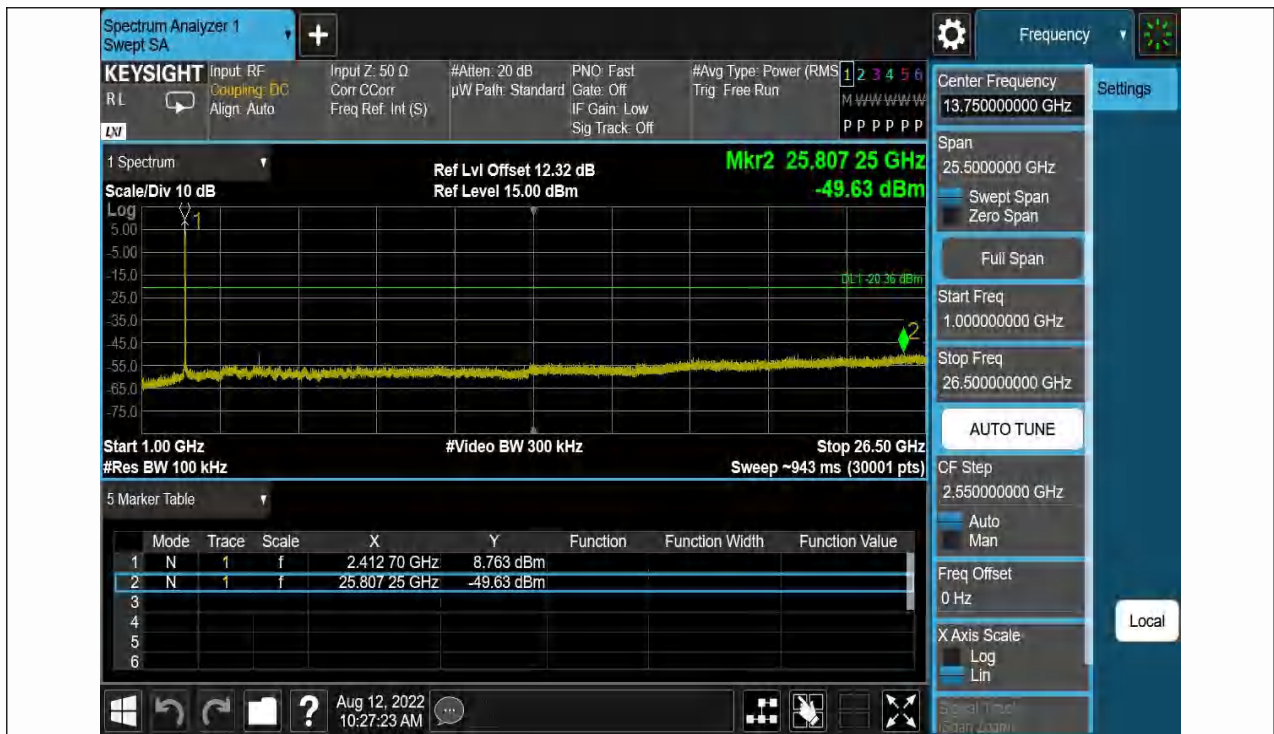 Spectrum Analyzer 1
Swept SA
+
Frequency
KEYSIGHT
R L
LXI
Input: RF
Coupling: DC
Align: Auto
Input Z: 50 Ω
Corr CCorr
Freq Ref: Int (S)
#Atten: 20 dB
µW Path: Standard
PNO: Fast
Gate: Off
IF Gain: Low
Sig Track: Off
#Avg Type: Power (RMS
Trig: Free Run
1 2 3 4 5 6
M W W W W W
P P P P P P
1 Spectrum
Scale/Div 10 dB
Ref Lvl Offset 12.32 dB
Ref Level 15.00 dBm
Mkr2 25.807 25 GHz
-49.63 dBm
Log
5.00
-5.00
-15.0
-25.0
-35.0
-45.0
-55.0
-65.0
-75.0
1
DL1 -20.36 dBm
2
Start 1.00 GHz
#Res BW 100 kHz
#Video BW 300 kHz
Stop 26.50 GHz
Sweep ~943 ms (30001 pts)
5 Marker Table
Mode Trace Scale X Y Function Function Width Function Value
1 N 1 f 2.412 70 GHz 8.763 dBm
2 N 1 f 25.807 25 GHz -49.63 dBm
3
4
5
6
?
Aug 12, 2022
10:27:23 AM
Center Frequency
13.750000000 GHz
Span
25.5000000 GHz
Swept Span
Zero Span
Full Span
Start Freq
1.000000000 GHz
Stop Freq
26.500000000 GHz
AUTO TUNE
CF Step
2.550000000 GHz
Auto
Man
Freq Offset
0 Hz
X Axis Scale
Log
Lin
Signal Track
(Span Zoom)
Settings
Local